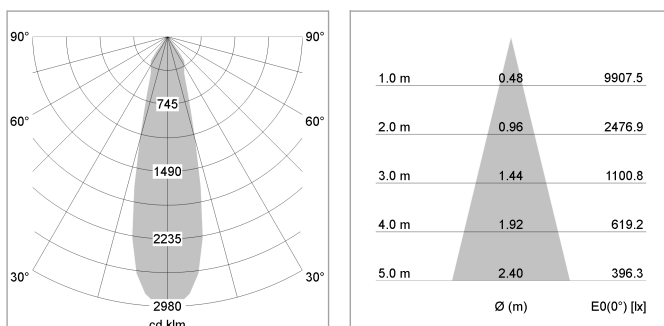 90° 90°
745
60° 60°
1490
2235
30° 30°
2980
cd klm
1.0 m 0.48 9907.5
2.0 m 0.96 2476.9
3.0 m 1.44 1100.8
4.0 m 1.92 619.2
5.0 m 2.40 396.3
Ø (m) E0(0°) [lx]